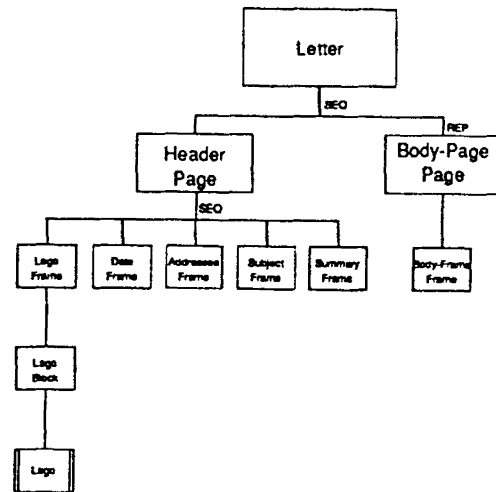 Letter
SEQ
REP
Header
Page
Body-Page
Page
SEQ
Logo
Frame
Date
Frame
Addressee
Frame
Subject
Frame
Summary
Frame
Body-Frame
Frame
Logo
Block
Logo